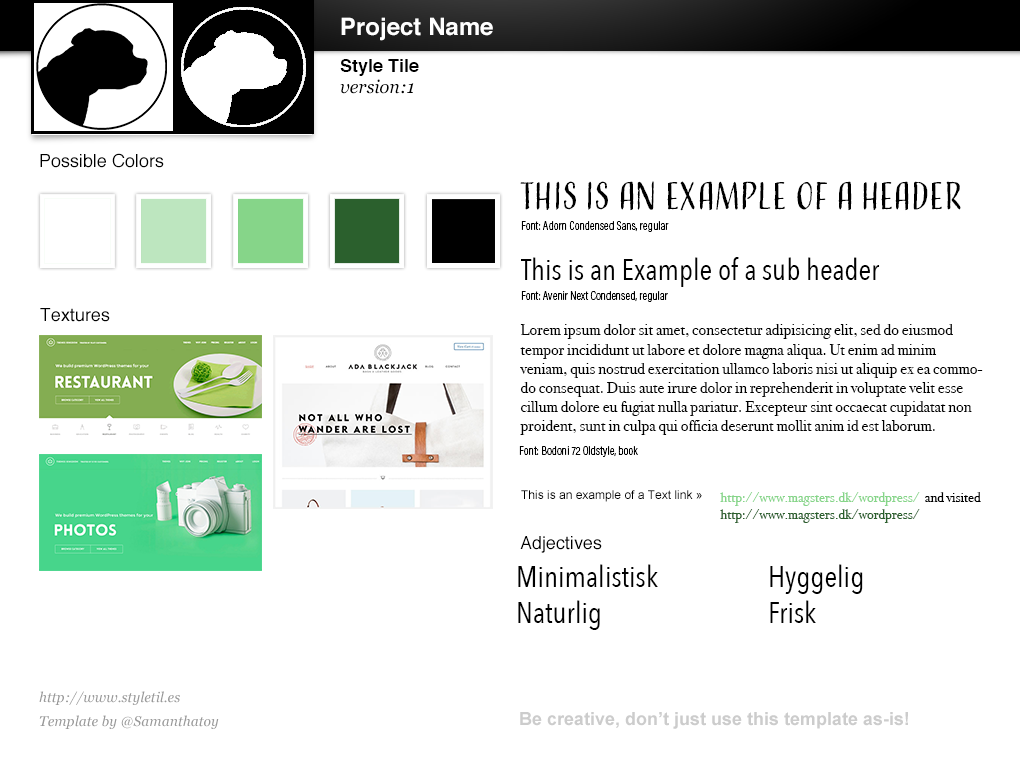 Project Name
Style Tile
version:1
Possible Colors
THIS IS AN EXAMPLE OF A HEADER
Font: Adorn Condensed Sans, regular
This is an Example of a sub header
Font: Avenir Next Condensed, regular
Textures
We build premium WordPress themes for your
RESTAURANT
ADA BLACKJACK
ABOUT
BLOG
CONTACT
NOT ALL WHO
WANDER ARE LOST
We build premium WordPress themes for your
PHOTOS
Lorem ipsum dolor sit amet, consectetur adipisicing elit, sed do eiusmod
tempor incididunt ut labore et dolore magna aliqua. Ut enim ad minim
veniam, quis nostrud exercitation ullamco laboris nisi ut aliquip ex ea commo-
do consequat. Duis aute irure dolor in reprehenderit in voluptate velit esse
cillum dolore eu fugiat nulla pariatur. Excepteur sint occaecat cupidatat non
proident, sunt in culpa qui officia deserunt mollit anim id est laborum.
Font: Bodoni 72 Oldstyle, book
This is an example of a Text link »
http://www.magsters.dk/wordpress/ and visited
http://www.magsters.dk/wordpress/
Adjectives
Minimalistisk
Hyggelig
Naturlig
Frisk
http://www.styletil.es
Template by @Samanthatoy
Be creative, don’t just use this template as-is!